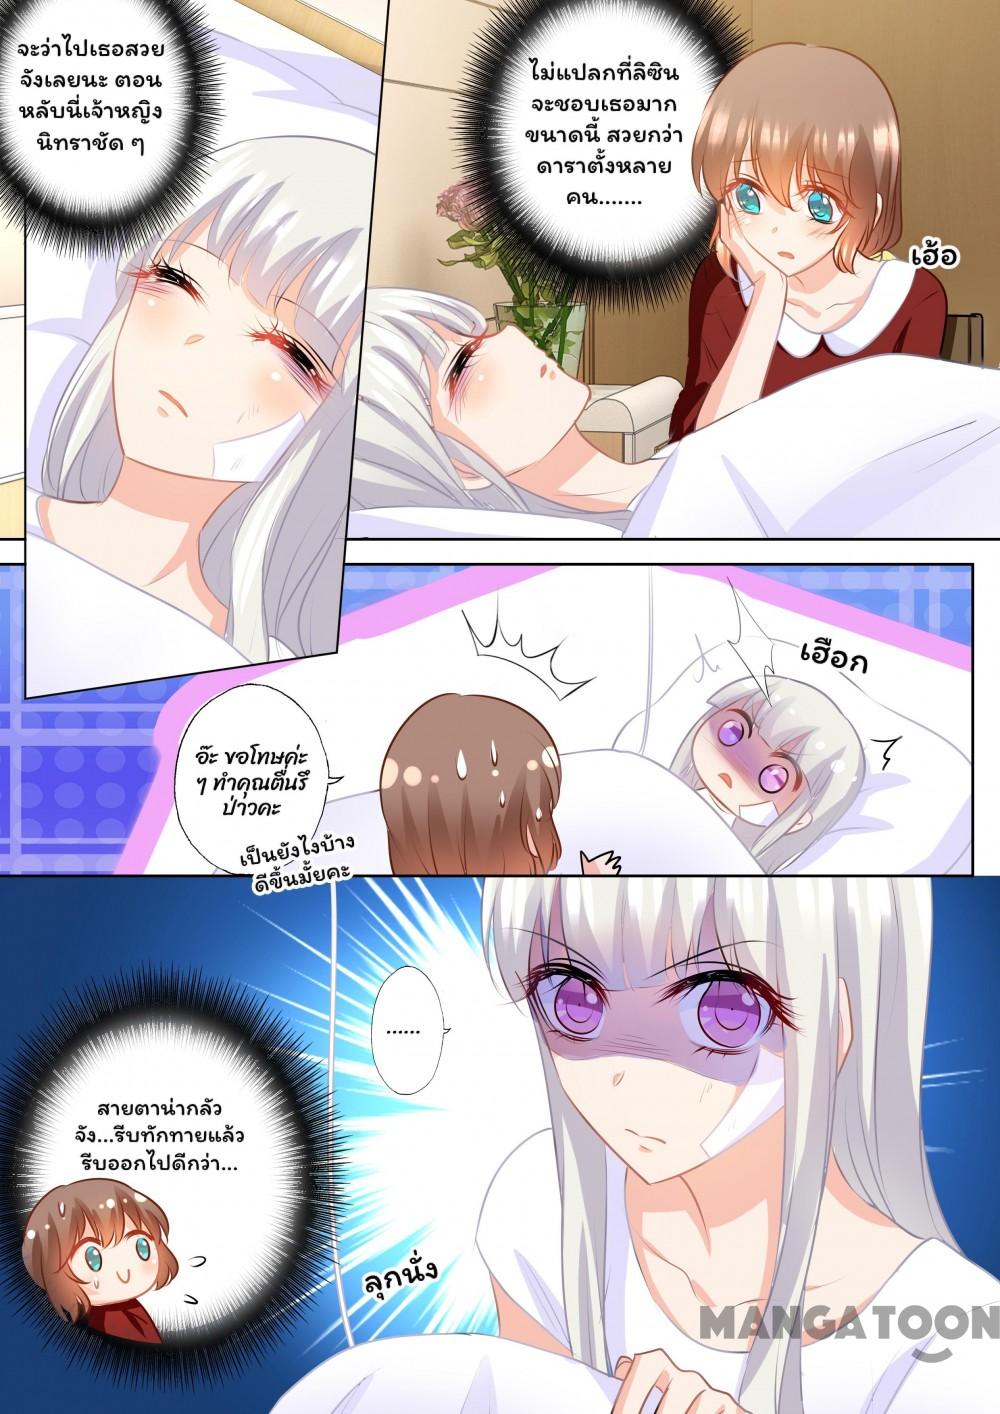 จะว่าไปเธอสวย
จังเลยนะ ตอน
หลับนี่เจ้าหญิง
นิทราชัด ๆ
ไม่แปลกที่ลิซิน
จะชอบเธอมาก
ขนาดนี้ สวยกว่า
ดาราตั้งหลาย
คน.......
เฮ้อ
เฮือก
อ๊ะ ขอโทษค่ะ
ๆ ทำคุณตื่นรึ
ป่าวคะ
เป็นยังไงบ้าง
ดีขึ้นมั้ยคะ
......
สายตาน่ากลัว
จัง...รีบทักทายแล้ว
รีบออกไปดีกว่า...
ลุกนั่ง
MANGATOON